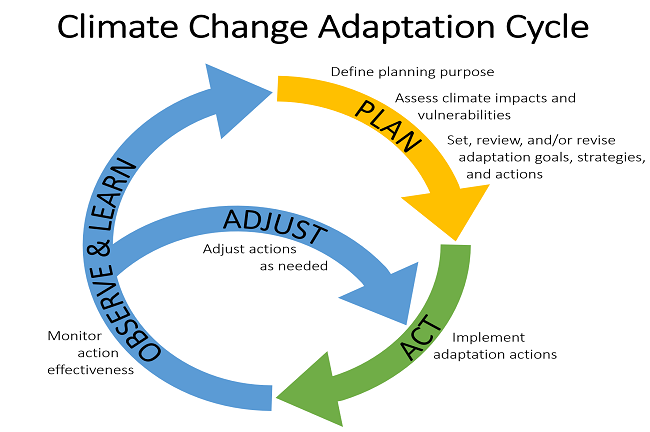 Climate Change Adaptation Cycle
Define planning purpose
PLAN
Assess climate impacts and
vulnerabilities
Set, review, and/or revise
adaptation goals, strategies,
and actions
OBSERVE & LEARN
ADJUST
Adjust actions
as needed
ACT
Implement
adaptation actions
Monitor
action
effectiveness